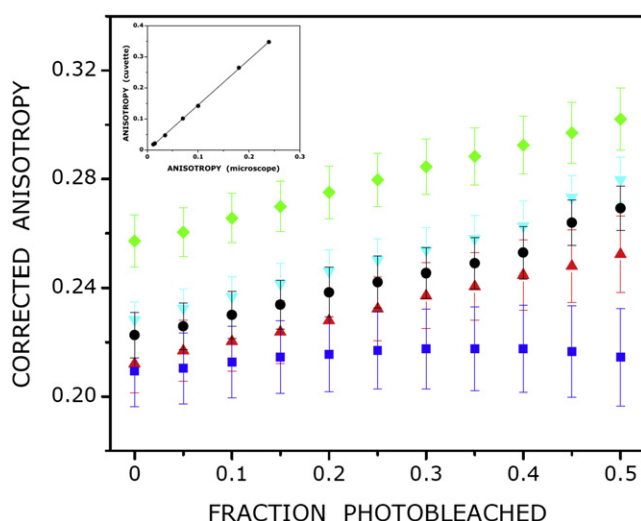 0.4
0.3
0.2
0.1
0
ANISOTROPY (cuvette)
0 0.1 0.2 0.3
ANISOTROPY (microscope)
CORRECTED ANISOTROPY
0.32
0.28
0.24
0.20
0 0.1 0.2 0.3 0.4 0.5
FRACTION PHOTOBLEACHED